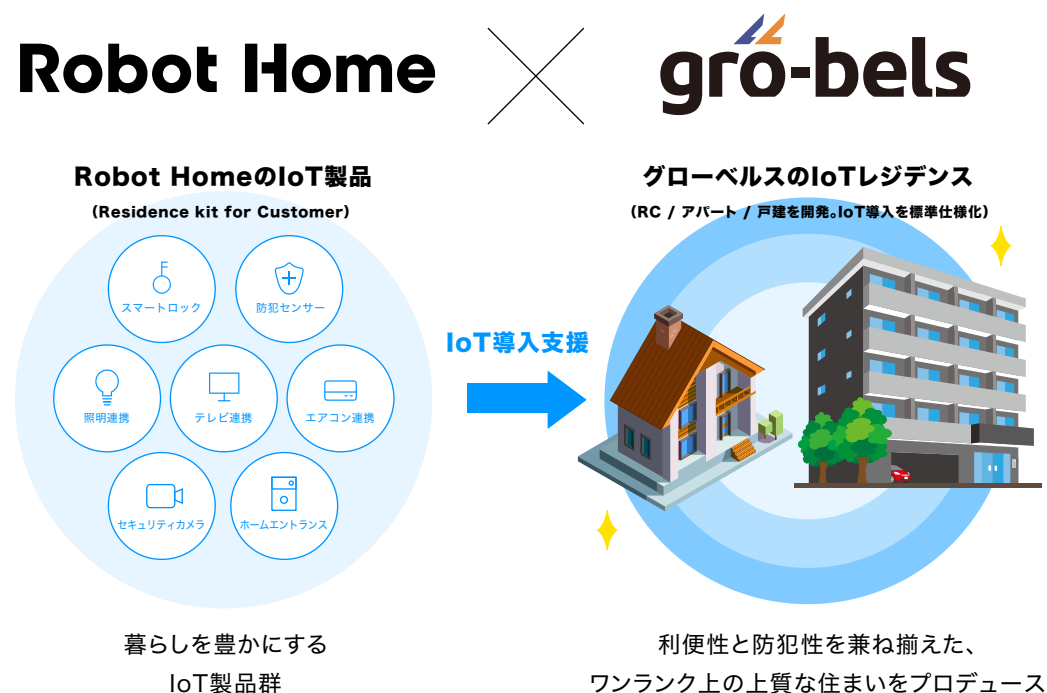 Robot Home
grö-bels
Robot HomeのIoT製品
(Residence kit for Customer)
スマートロック
防犯センサー
照明連携
テレビ連携
エアコン連携
セキュリティカメラ
ホームエントランス
暮らしを豊かにする
IoT製品群
IoT導入支援
グローベルスのIoTレジデンス
(RC / アパート / 戸建を開発。IoT導入を標準仕様化)
利便性と防犯性を兼ね揃えた、
ワンランク上の上質な住まいをプロデュース